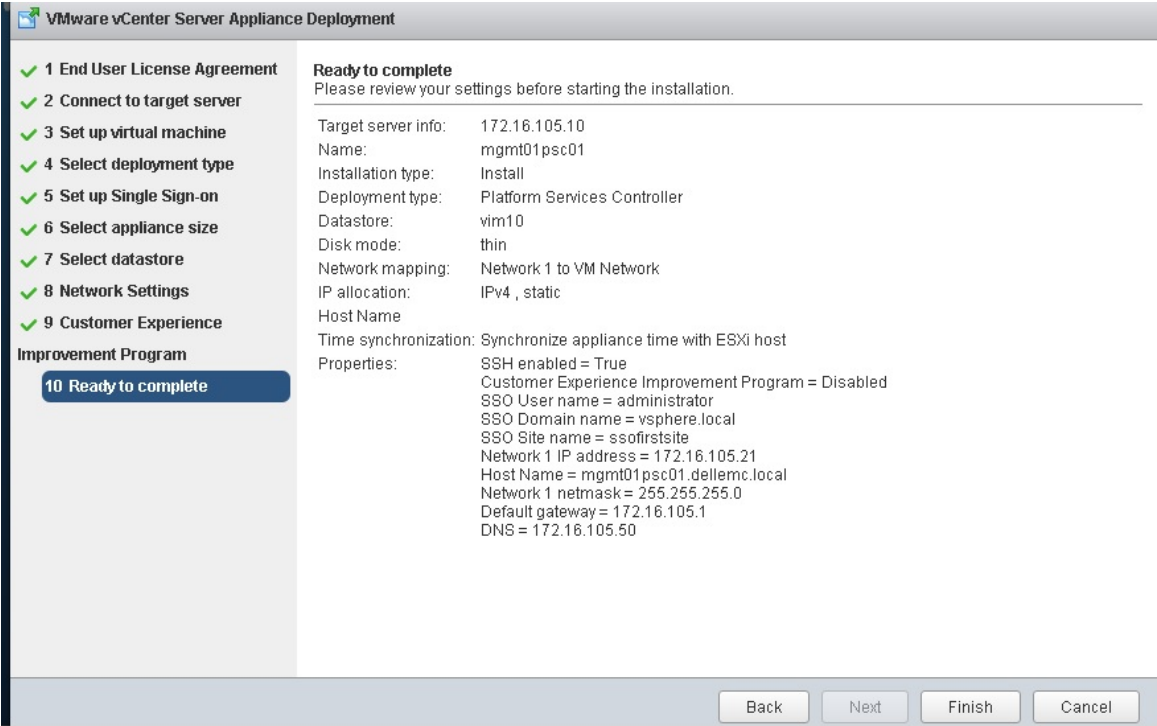 VMware vCenter Server Appliance Deployment
1 End User License Agreement
2 Connect to target server
3 Set up virtual machine
4 Select deployment type
5 Set up Single Sign-on
6 Select appliance size
7 Select datastore
8 Network Settings
9 Customer Experience
Improvement Program
10 Ready to complete
Ready to complete
Please review your settings before starting the installation.
Target server info: 172.16.105.10
Name: mgmt01psc01
Installation type: Install
Deployment type: Platform Services Controller
Datastore: vim10
Disk mode: thin
Network mapping: Network 1 to VM Network
IP allocation: IPv4 , static
Host Name
Time synchronization: Synchronize appliance time with ESXi host
Properties: SSH enabled = True
Customer Experience Improvement Program = Disabled
SSO User name = administrator
SSO Domain name = vsphere.local
SSO Site name = ssofirstsite
Network 1 IP address = 172.16.105.21
Host Name = mgmt01psc01.dellemc.local
Network 1 netmask = 255.255.255.0
Default gateway = 172.16.105.1
DNS = 172.16.105.50
Back Next Finish Cancel